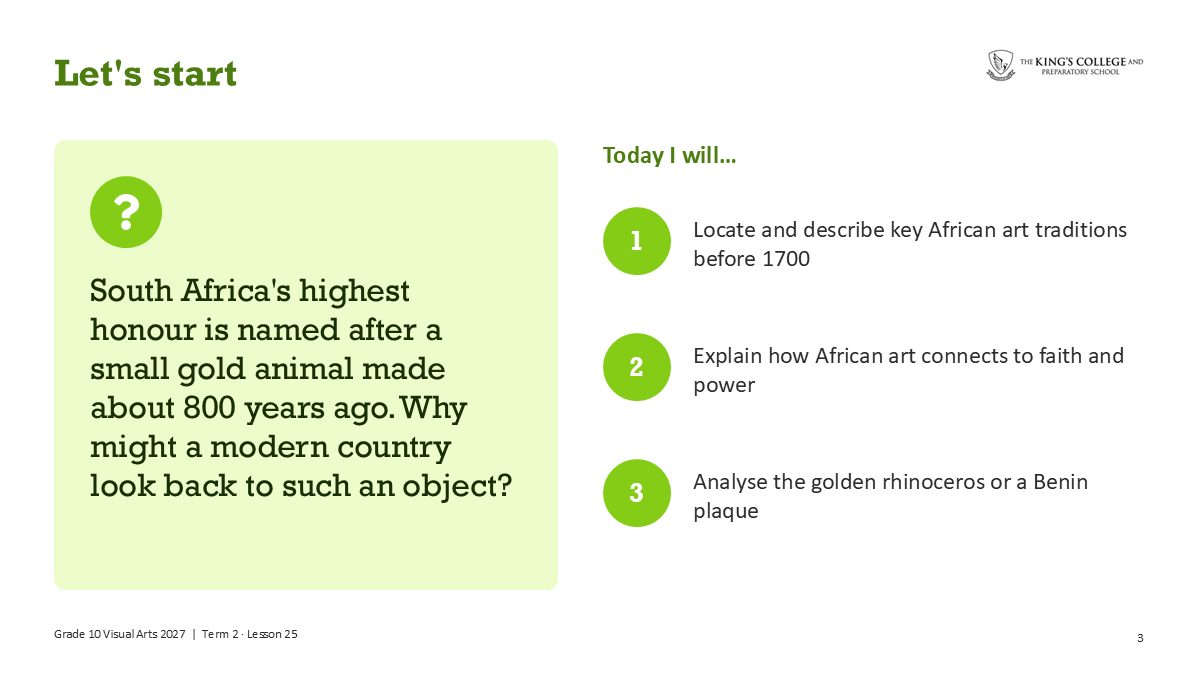 Let's start
THE KING'S COLLEGE AND
PREPARATORY SCHOOL
?
South Africa's highest
honour is named after a
small gold animal made
about 800 years ago. Why
might a modern country
look back to such an object?
Today I will...
1
Locate and describe key African art traditions
before 1700
2
Explain how African art connects to faith and
power
3
Analyse the golden rhinoceros or a Benin
plaque
Grade 10 Visual Arts 2027 | Term 2 · Lesson 25
3